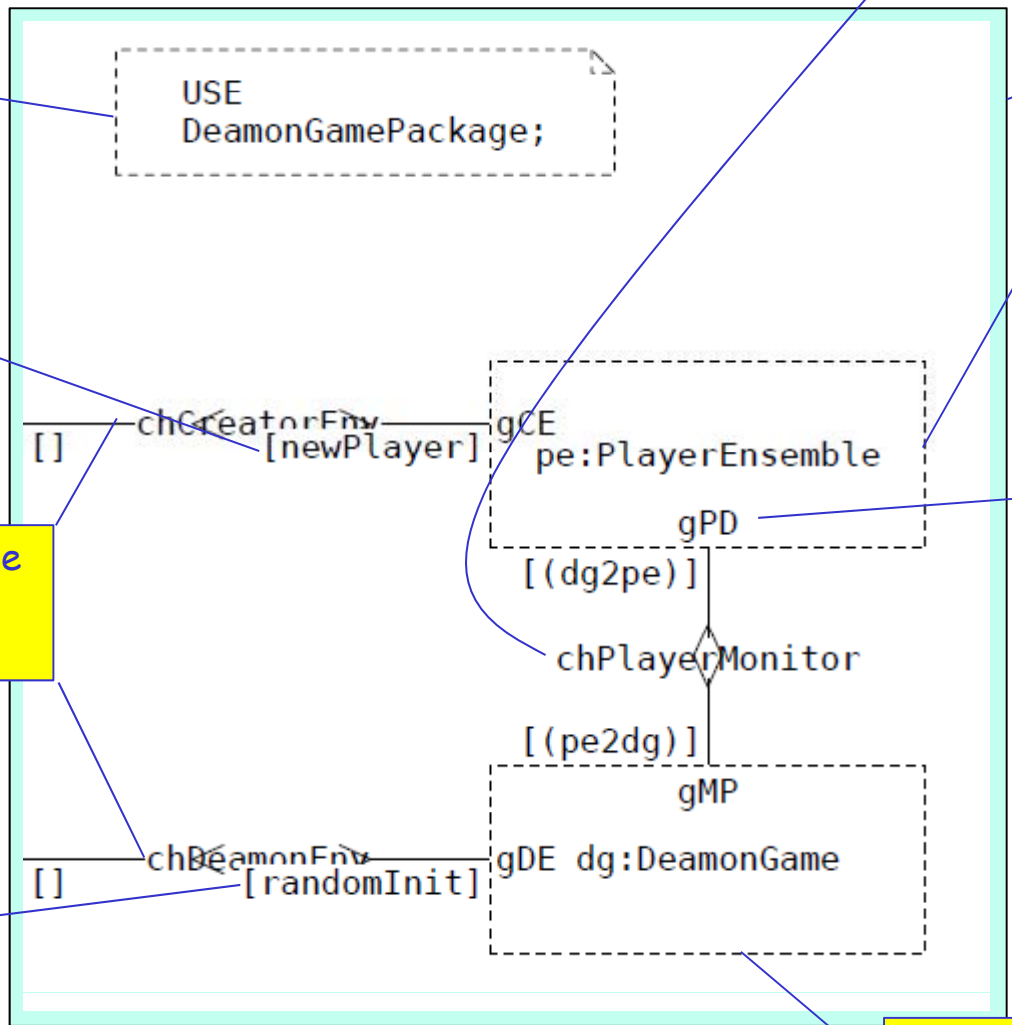 USE
DeamonGamePackage;
chCreatorEnv
gCE
[]
[newPlayer]
pe:PlayerEnsemble
gPD
e
[(dg2pe)]
chPlayerMonitor
[(pe2dg)]
gMP
chDeamonEnv
gDE dg:DeamonGame
[]
[randomInit]